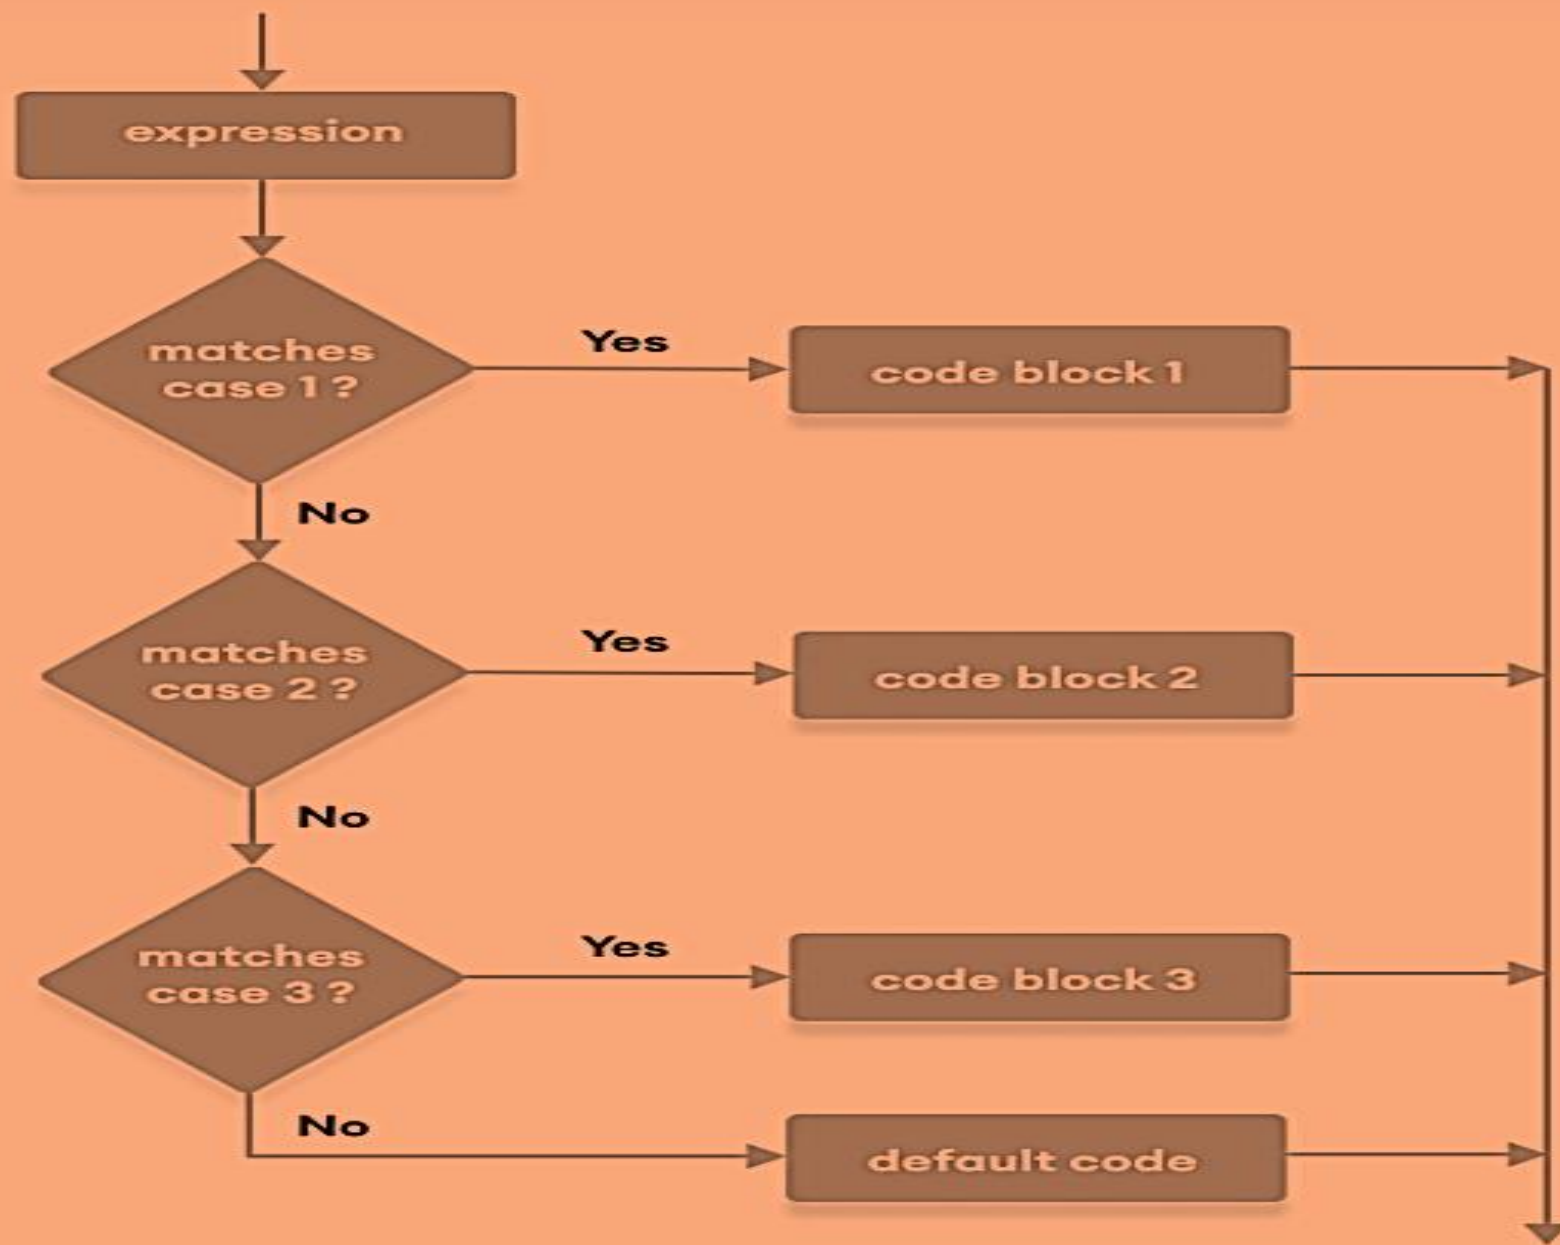 expression
matches
case 1 ?
Yes
code block 1
No
matches
case 2 ?
Yes
code block 2
No
matches
case 3 ?
Yes
code block 3
No
default code